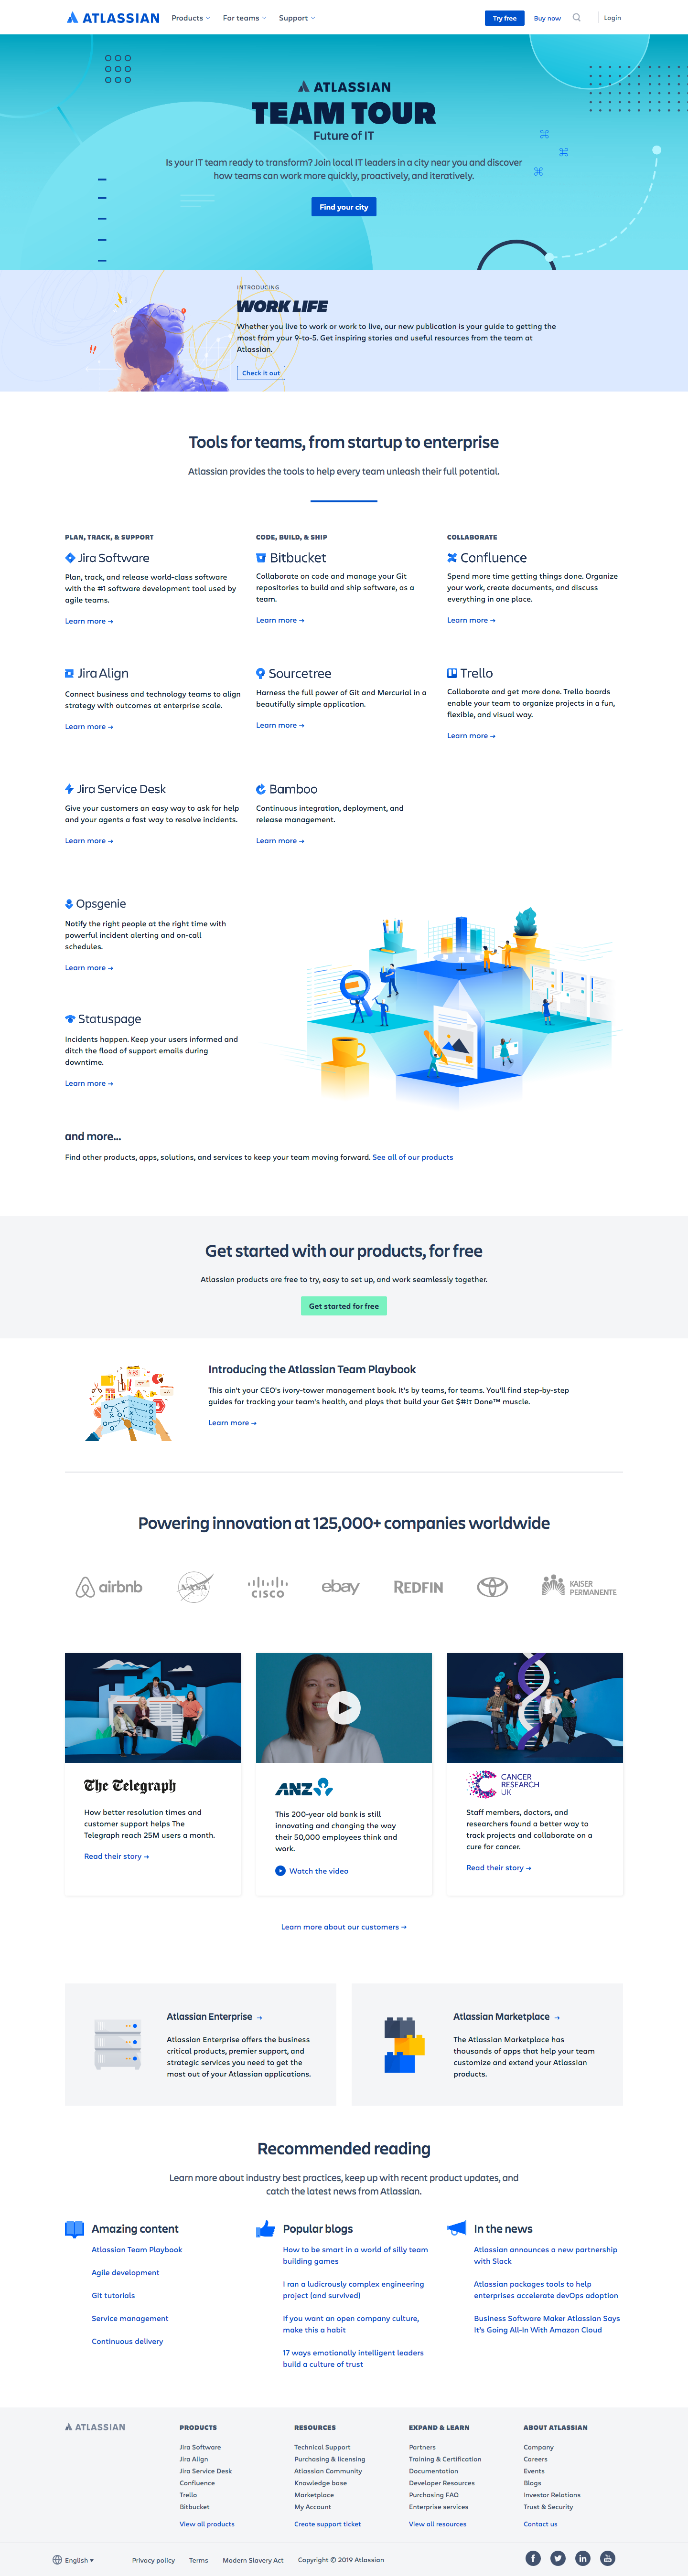 ATLASSIAN
Products
For teams
Support
Try free
Buy now
Login
ATLASSIAN
TEAM TOUR
Future of IT
Is your IT team ready to transform? Join local IT leaders in a city near you and discover
how teams can work more quickly, proactively, and iteratively.
Find your city
INTRODUCING
WORK LIFE
Whether you live to work or work to live, our new publication is your guide to getting the
most from your 9-to-5. Get inspiring stories and useful resources from the team at
Atlassian.
Check it out
Tools for teams, from startup to enterprise
Atlassian provides the tools to help every team unleash their full potential.
PLAN, TRACK, & SUPPORT
Jira Software
Plan, track, and release world-class software
with the #1 software development tool used by
agile teams.
Learn more →
CODE, BUILD, & SHIP
Bitbucket
Collaborate on code and manage your Git
repositories to build and ship software, as a
team.
Learn more →
COLLABORATE
Confluence
Spend more time getting things done. Organize
your work, create documents, and discuss
everything in one place.
Learn more →
Jira Align
Connect business and technology teams to align
strategy with outcomes at enterprise scale.
Learn more →
Sourcetree
Harness the full power of Git and Mercurial in a
beautifully simple application.
Learn more →
Trello
Collaborate and get more done. Trello boards
enable your team to organize projects in a fun,
flexible, and visual way.
Learn more →
Jira Service Desk
Give your customers an easy way to ask for help
and your agents a fast way to resolve incidents.
Learn more →
Bamboo
Continuous integration, deployment, and
release management.
Learn more →
Opsgenie
Notify the right people at the right time with
powerful incident alerting and on-call
schedules.
Learn more →
Statuspage
Incidents happen. Keep your users informed and
ditch the flood of support emails during
downtime.
Learn more →
and more...
Find other products, apps, solutions, and services to keep your team moving forward. See all of our products
Get started with our products, for free
Atlassian products are free to try, easy to set up, and work seamlessly together.
Get started for free
Introducing the Atlassian Team Playbook
This ain't your CEO's ivory-tower management book. It's by teams, for teams. You'll find step-by-step
guides for tracking your team's health, and plays that build your Get $#!т Done™ muscle.
Learn more →
Powering innovation at 125,000+ companies worldwide
airbnb
NASA
CISCO
ebay
REDFIN
KAISER
PERMANENTE
The Telegraph
How better resolution times and
customer support helps The
Telegraph reach 25M users a month.
Read their story →
ANZ
This 200-year old bank is still
innovating and changing the way
their 50,000 employees think and
work.
Watch the video
CANCER
RESEARCH
UK
Staff members, doctors, and
researchers found a better way to
track projects and collaborate on a
cure for cancer.
Read their story →
Learn more about our customers →
Atlassian Enterprise →
Atlassian Enterprise offers the business
critical products, premier support, and
strategic services you need to get the
most out of your Atlassian applications.
Atlassian Marketplace →
The Atlassian Marketplace has
thousands of apps that help your team
customize and extend your Atlassian
products.
Recommended reading
Learn more about industry best practices, keep up with recent product updates, and
catch the latest news from Atlassian.
Amazing content
Atlassian Team Playbook
Agile development
Git tutorials
Service management
Continuous delivery
Popular blogs
How to be smart in a world of silly team
building games
I ran a ludicrously complex engineering
project (and survived)
If you want an open company culture,
make this a habit
17 ways emotionally intelligent leaders
build a culture of trust
In the news
Atlassian announces a new partnership
with Slack
Atlassian packages tools to help
enterprises accelerate devOps adoption
Business Software Maker Atlassian Says
It's Going All-In With Amazon Cloud
ATLASSIAN
PRODUCTS
Jira Software
Jira Align
Jira Service Desk
Confluence
Trello
Bitbucket
View all products
RESOURCES
Technical Support
Purchasing & licensing
Atlassian Community
Knowledge base
Marketplace
My Account
Create support ticket
EXPAND & LEARN
Partners
Training & Certification
Documentation
Developer Resources
Purchasing FAQ
Enterprise services
View all resources
ABOUT ATLASSIAN
Company
Careers
Events
Blogs
Investor Relations
Trust & Security
Contact us
English
Privacy policy
Terms
Modern Slavery Act
Copyright © 2019 Atlassian